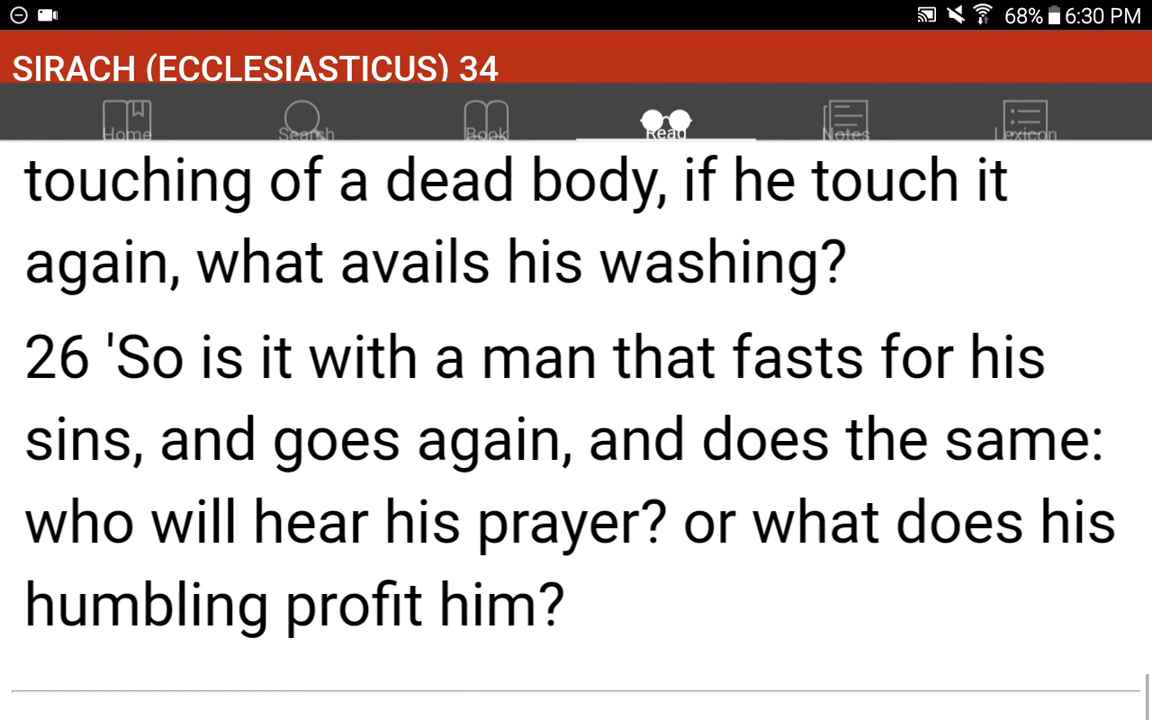 68% 6:30 PM
SIRACH (ECCLESIASTICUS) 34
Home Search Book Read Notes Lexicon
touching of a dead body, if he touch it
again, what avails his washing?
26 'So is it with a man that fasts for his
sins, and goes again, and does the same:
who will hear his prayer? or what does his
humbling profit him?